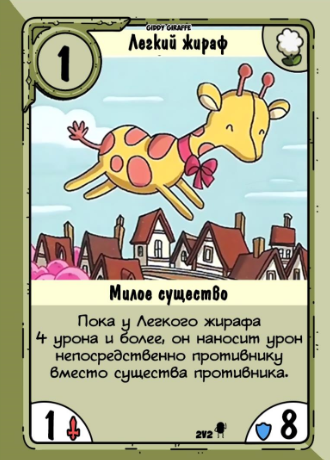 GIDDY GIRAFFE
1
Легкий жираф
Милое существо
Пока у Легкого жирафа
4 урона и более, он наносит урон
непосредственно противнику
вместо существа противника.
1
2V2
8